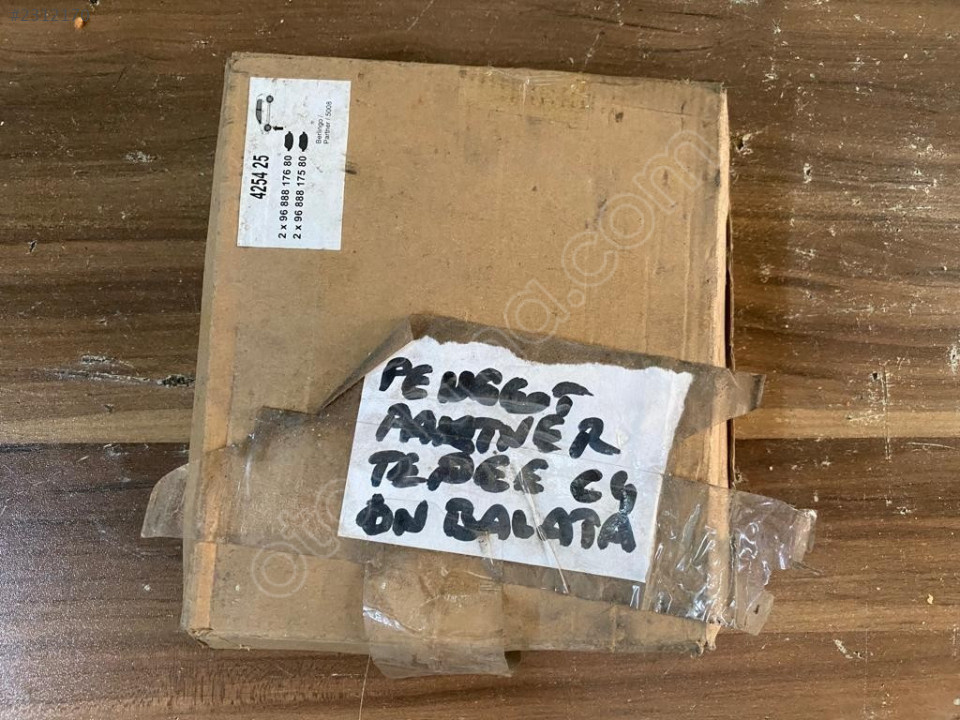 4254 25
2 x 96 888 176 80
2 x 96 888 175 80
Berlingo /
Partner / 5008
PEUGEOT
PARTNER
TEPEE C4
ÖN BALATA